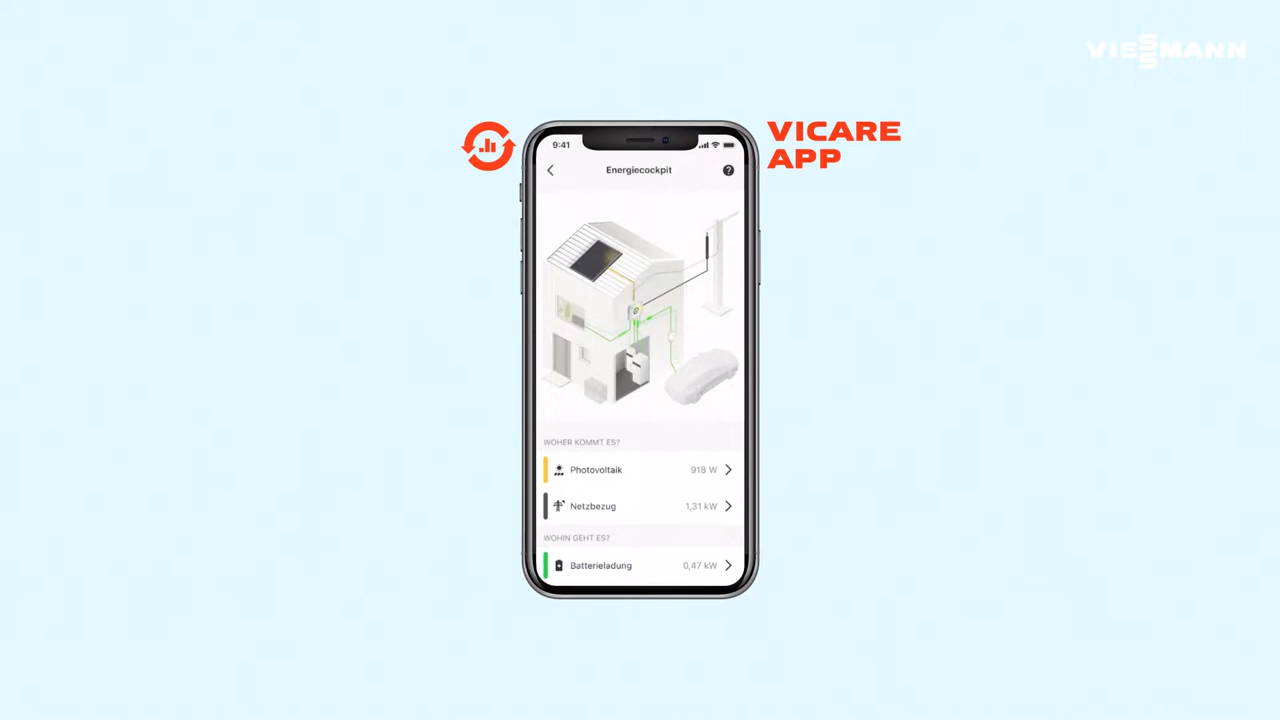 VIESSMANN
VICARE
APP
9:41
Energiecockpit
?
WOHER KOMMT ES?
Photovoltaik 918 W
Netzbezug 1,31 kW
WOHIN GEHT ES?
Batterieladung 0,47 kW